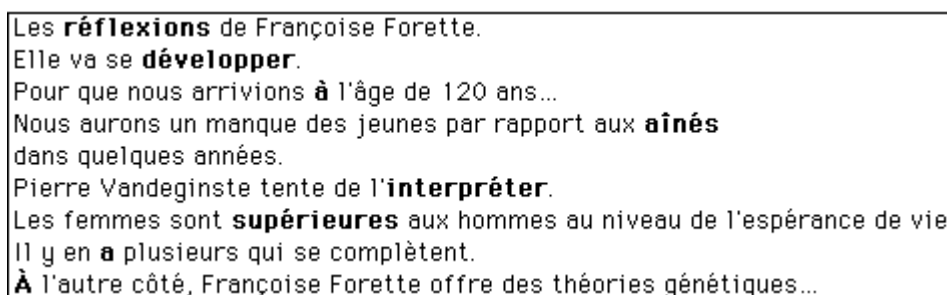 Les réflexions de Françoise Forette.
Elle va se développer.
Pour que nous arrivions à l'âge de 120 ans...
Nous aurons un manque des jeunes par rapport aux aînés
dans quelques années.
Pierre Vandeginste tente de l'interpréter.
Les femmes sont supérieures aux hommes au niveau de l'espérance de vie
Il y en a plusieurs qui se complètent.
À l'autre côté, Françoise Forette offre des théories génétiques...